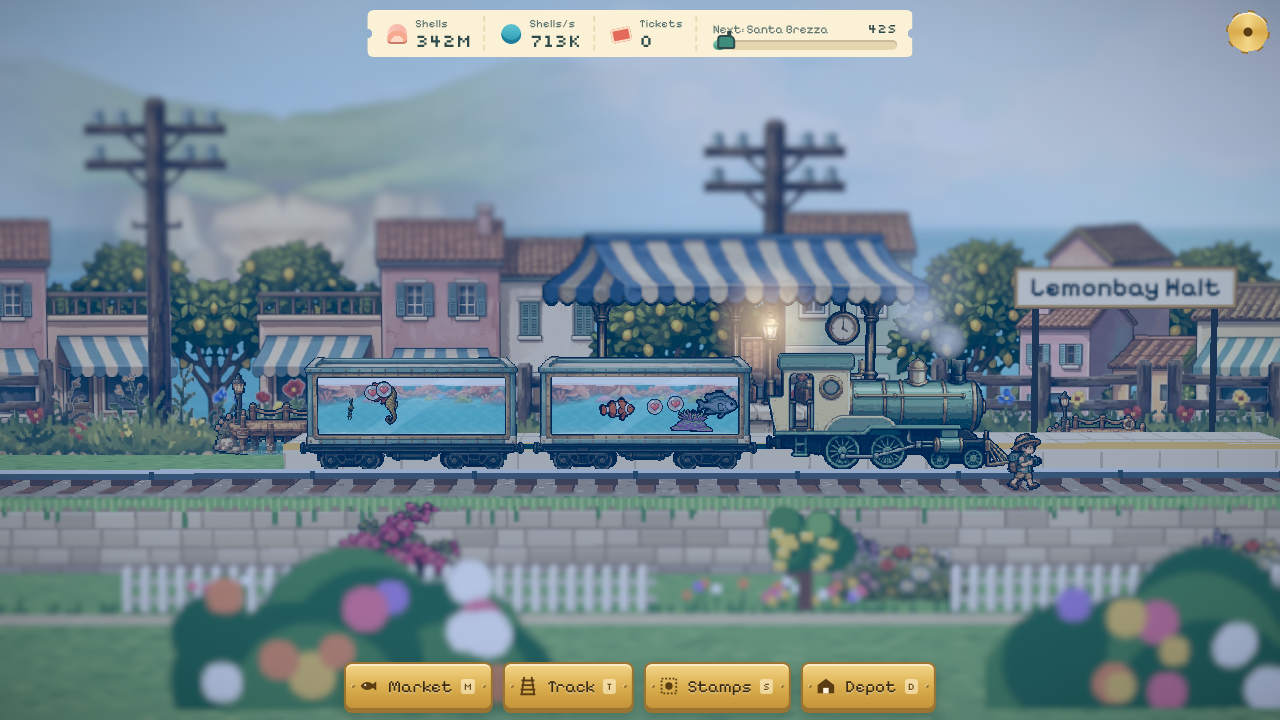 Shells
342M
Shells/s
713K
Tickets
0
Next: Santa Brezza
42s
Lemonbay Halt
Market M
Track T
Stamps S
Depot D